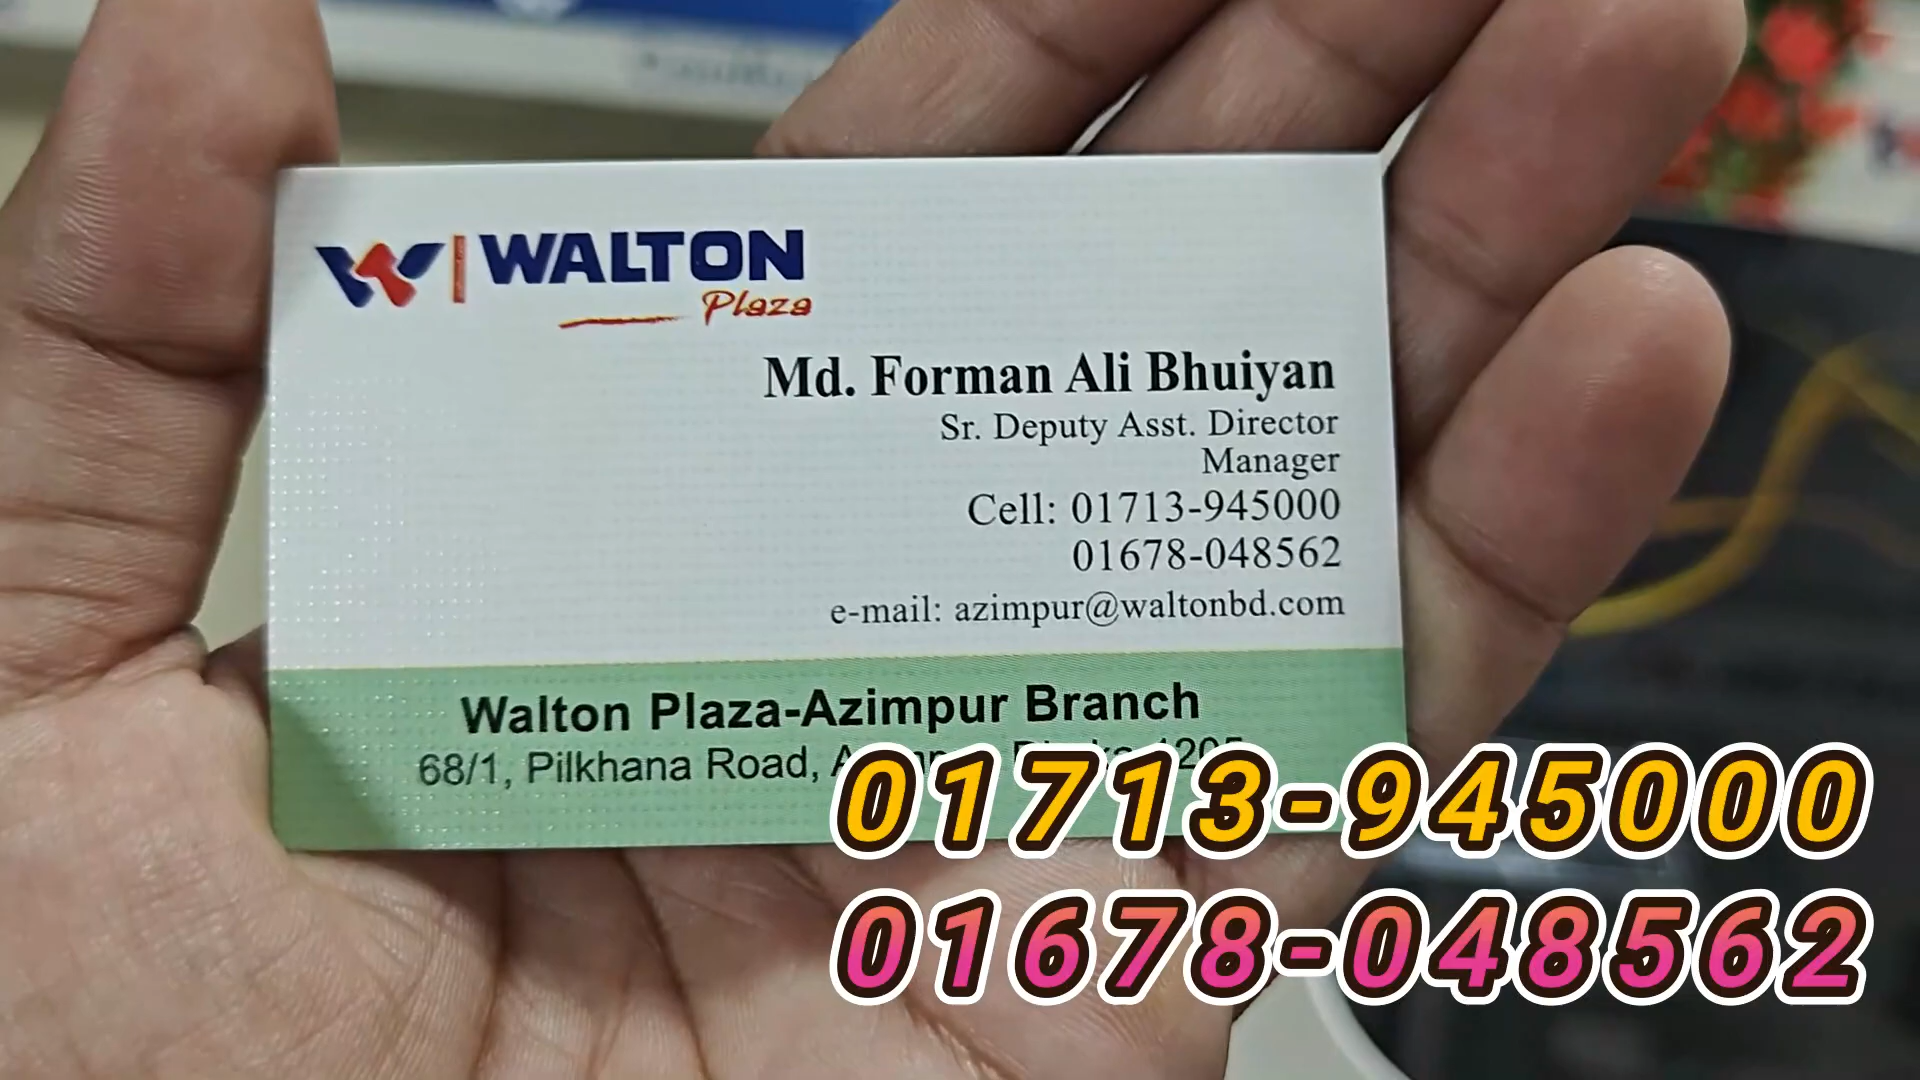 WALTON
Plaza
Md. Forman Ali Bhuiyan
Sr. Deputy Asst. Director
Manager
Cell: 01713-945000
01678-048562
e-mail: azimpur@waltonbd.com
Walton Plaza-Azimpur Branch
68/1, Pilkhana Road,
01713-945000
01678-048562